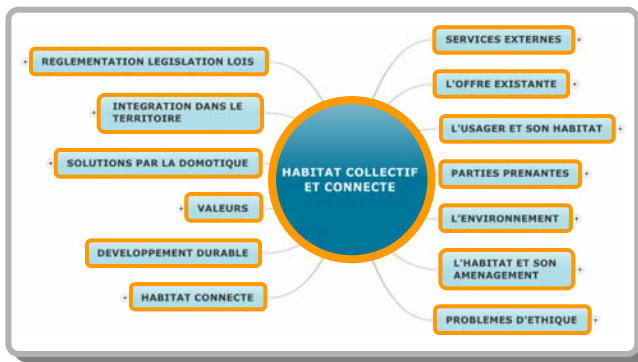 REGLEMENTATION LEGISLATION LOIS
INTEGRATION DANS LE
TERRITOIRE
SOLUTIONS PAR LA DOMOTIQUE
VALEURS
DEVELOPPEMENT DURABLE
HABITAT CONNECTE
HABITAT COLLECTIF
ET CONNECTE
SERVICES EXTERNES
L'OFFRE EXISTANTE
L'USAGER ET SON HABITAT
PARTIES PRENANTES
L'ENVIRONNEMENT
L'HABITAT ET SON
AMENAGEMENT
PROBLEMES D'ETHIQUE